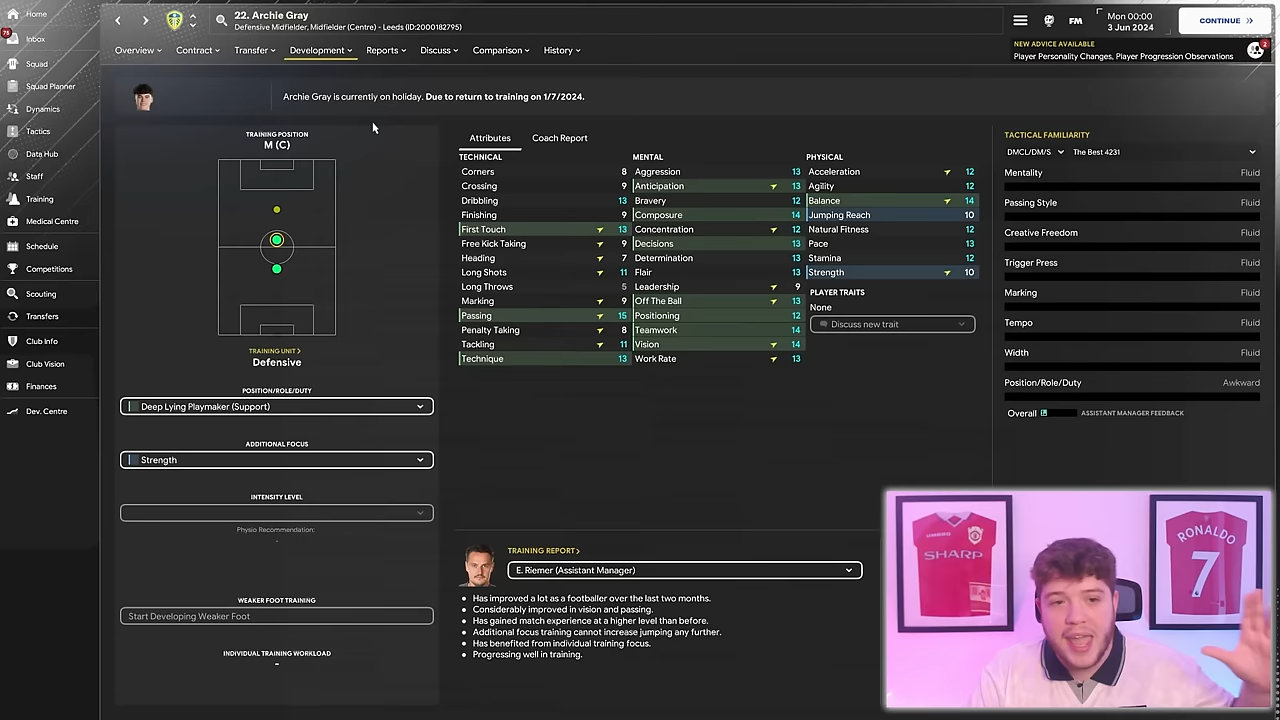 Home
22. Archie Gray
Defensive Midfielder, Midfielder (Centre) - Leeds (ID:2000182795)
FM
Mon 00:00
3 Jun 2024
CONTINUE
Overview
Contract
Transfer
Development
Reports
Discuss
Comparison
History
NEW ADVICE AVAILABLE
Player Personality Changes, Player Progression Observations
2
75
Inbox
Squad
Squad Planner
Dynamics
Tactics
Data Hub
Staff
Training
Medical Centre
Schedule
Competitions
Scouting
Transfers
Club Info
Club Vision
Finances
Dev. Centre
Archie Gray is currently on holiday. Due to return to training on 1/7/2024.
TRAINING POSITION
M (C)
TRAINING UNIT
Defensive
POSITION/ROLE/DUTY
Deep Lying Playmaker (Support)
ADDITIONAL FOCUS
Strength
INTENSITY LEVEL
Physio Recommendation:
-
WEAKER FOOT TRAINING
Start Developing Weaker Foot
INDIVIDUAL TRAINING WORKLOAD
-
Attributes
Coach Report
TECHNICAL
Corners 8
Crossing 9
Dribbling 13
Finishing 9
First Touch 13
Free Kick Taking 9
Heading 7
Long Shots 11
Long Throws 5
Marking 9
Passing 15
Penalty Taking 8
Tackling 11
Technique 13
MENTAL
Aggression 13
Anticipation 13
Bravery 12
Composure 14
Concentration 12
Decisions 13
Determination 13
Flair 13
Leadership 9
Off The Ball 13
Positioning 12
Teamwork 14
Vision 14
Work Rate 13
PHYSICAL
Acceleration 12
Agility 12
Balance 14
Jumping Reach 10
Natural Fitness 12
Pace 13
Stamina 12
Strength 10
PLAYER TRAITS
None
Discuss new trait
TRAINING REPORT
E. Riemer (Assistant Manager)
Has improved a lot as a footballer over the last two months.
Considerably improved in vision and passing.
Has had more match experience at a higher level than before.
Additional focus training cannot increase jumping any further.
Has benefited from individual training focus.
Progressing well in training.
TACTICAL FAMILIARITY
DMCL/DM/S
The Best 4231
Mentality Fluid
Passing Style Fluid
Creative Freedom Fluid
Trigger Press Fluid
Marking Fluid
Tempo Fluid
Width Fluid
Position/Role/Duty Awkward
Overall
ASSISTANT MANAGER FEEDBACK
SHARP
RONALDO
7